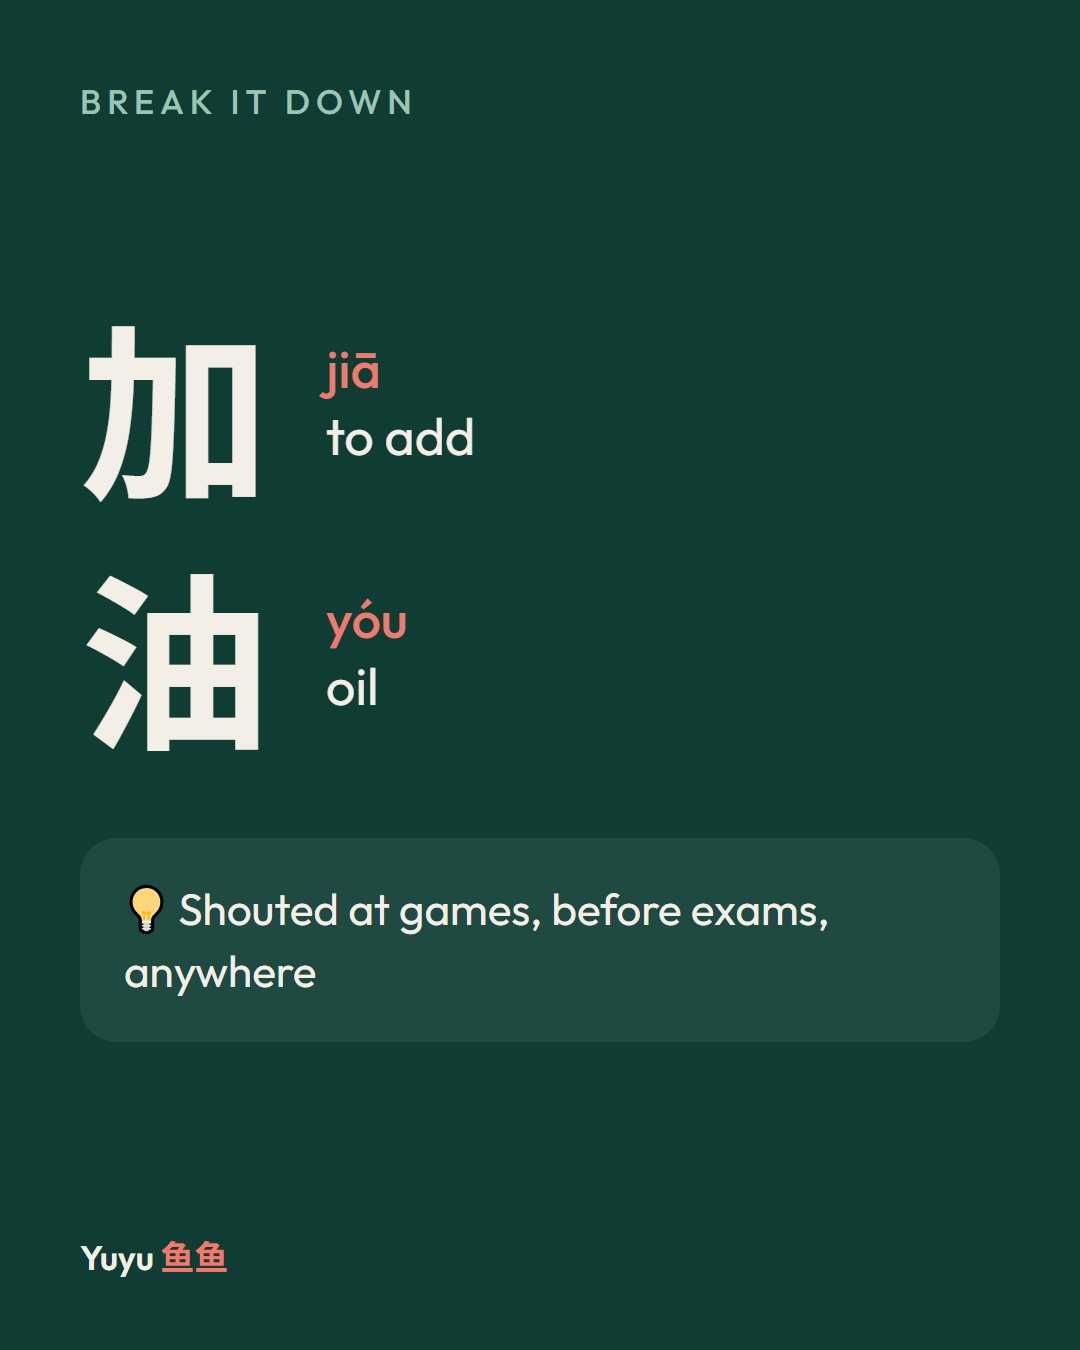 BREAK IT DOWN
加
jiā
to add
油
yóu
oil
💡 Shouted at games, before exams,
anywhere
Yuyu 鱼鱼